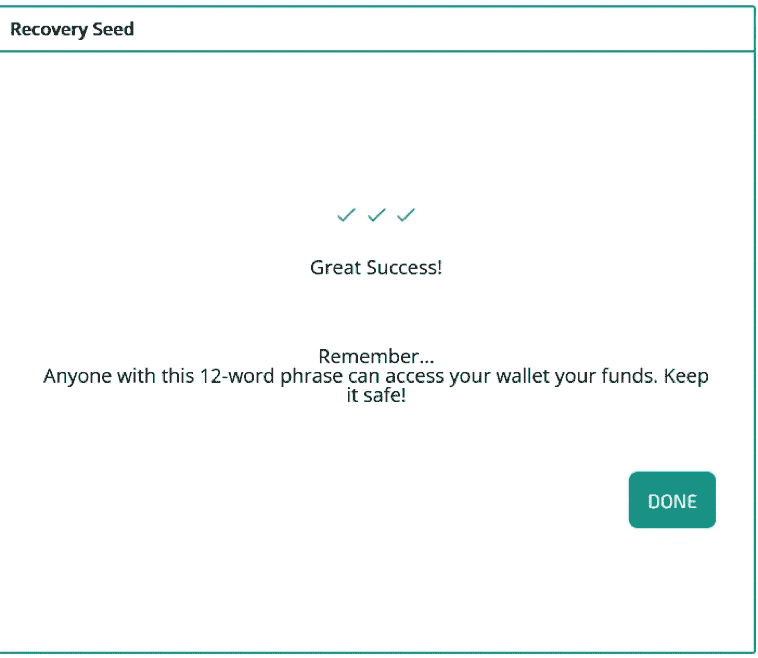 Recovery Seed
Great Success!
Remember...
Anyone with this 12-word phrase can access your wallet your funds. Keep
it safe!
DONE